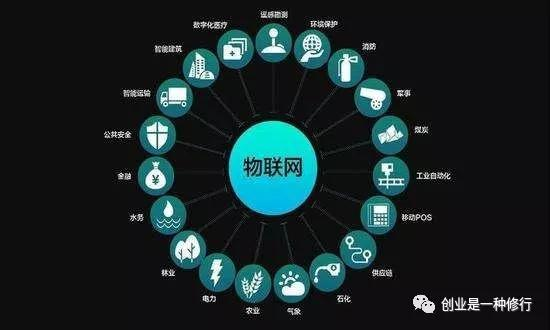 遥感勘测
环境保护
消防
军事
煤炭
工业自动化
移动POS
供应链
石化
气象
农业
电力
林业
水务
金融
公共安全
智能运输
智能建筑
数字化医疗
物联网
创业是一种修行